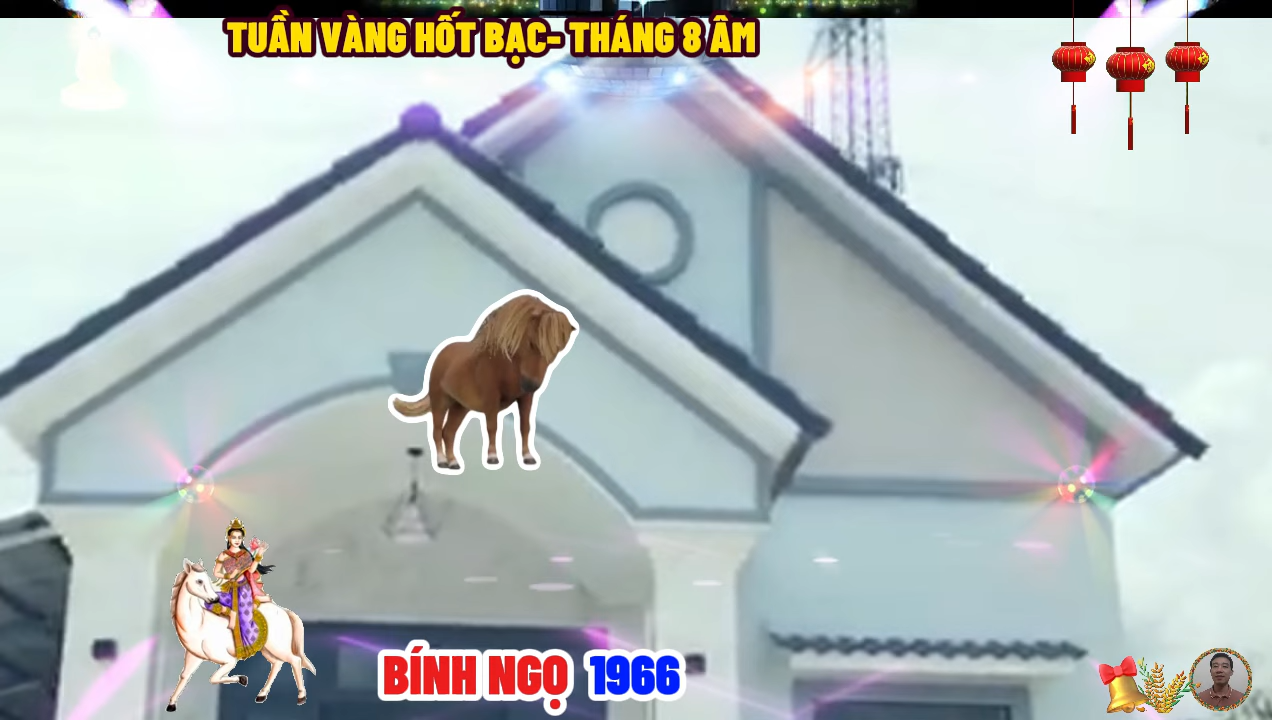 TUẦN VÀNG HỐT BẠC- THÁNG 8 ÂM
BÍNH NGỌ 1966